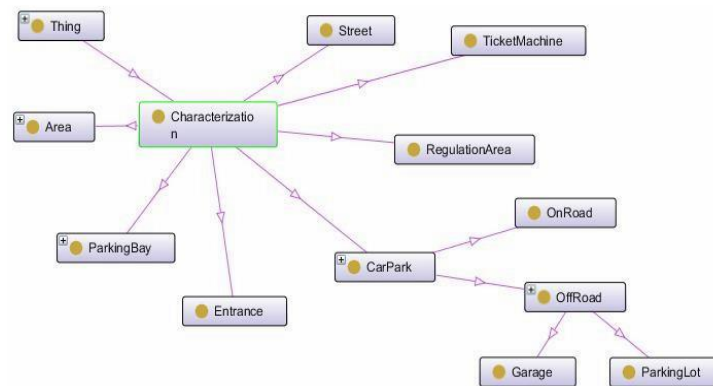 Thing
Street
TicketMachine
Area
Characterizatio
n
RegulationArea
OnRoad
ParkingBay
CarPark
OffRoad
Entrance
Garage
ParkingLot